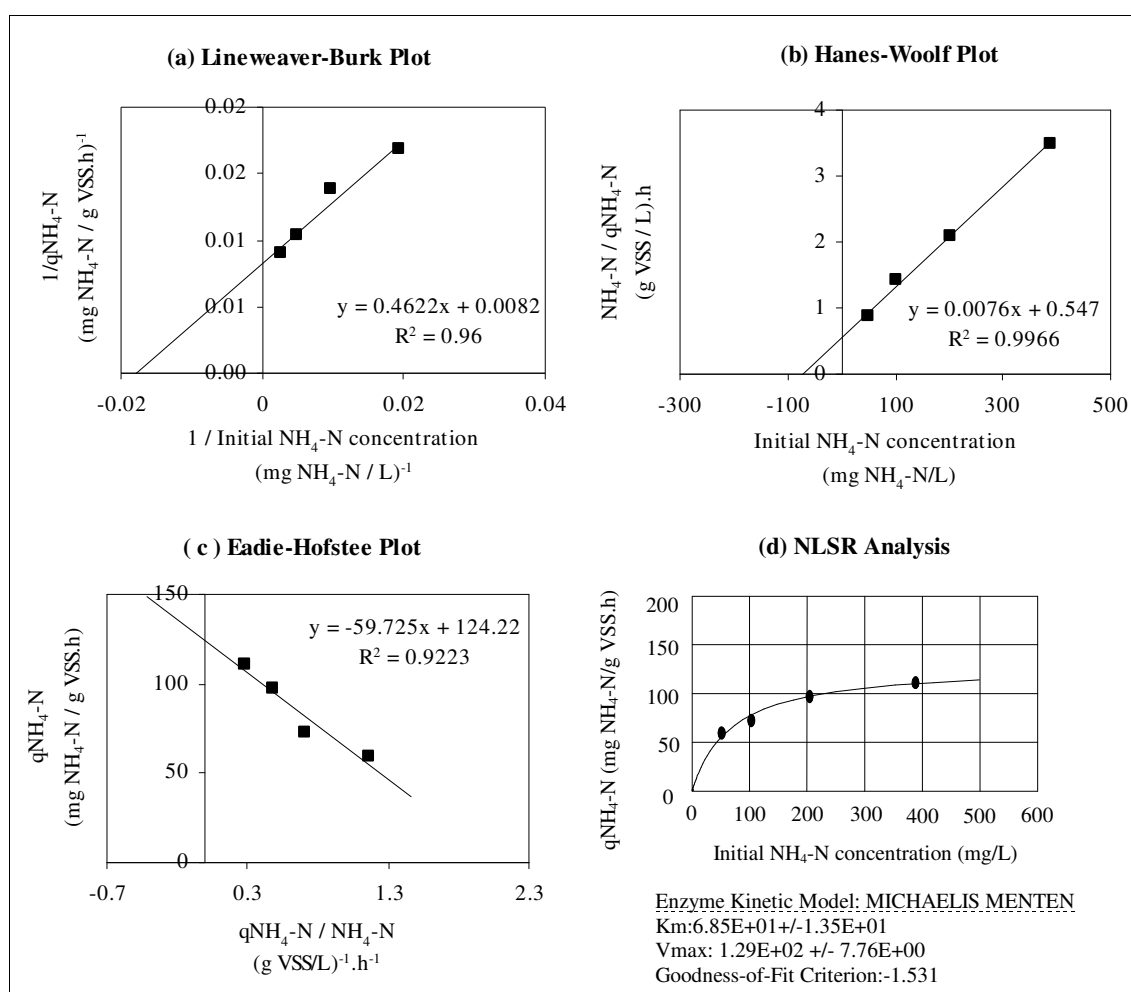 (a) Lineweaver-Burk Plot
0.02
0.02
0.01
0.01
0.00
-0.02
0
0.02
0.04
1/qNH₄-N
(mg NH₄-N / g VSS.h)⁻¹
y = 0.4622x + 0.0082
R² = 0.96
1 / Initial NH₄-N concentration
(mg NH₄-N / L)⁻¹
(b) Hanes-Woolf Plot
4
3
2
1
0
-300
-100
100
300
500
NH₄-N / qNH₄-N
(g VSS / L).h
y = 0.0076x + 0.547
R² = 0.9966
Initial NH₄-N concentration
(mg NH₄-N/L)
( c ) Eadie-Hofstee Plot
150
100
50
0
-0.7
0.3
1.3
2.3
qNH₄-N
(mg NH₄-N / g VSS.h)
y = -59.725x + 124.22
R² = 0.9223
qNH₄-N / NH₄-N
(g VSS/L)⁻¹.h⁻¹
(d) NLSR Analysis
200
150
100
50
0
0
100
200
300
400
500
600
qNH₄-N (mg NH₄-N/g VSS.h)
Initial NH₄-N concentration (mg/L)
Enzyme Kinetic Model: MICHAELIS MENTEN
Km:6.85E+01+/-1.35E+01
Vmax: 1.29E+02 +/- 7.76E+00
Goodness-of-Fit Criterion:-1.531